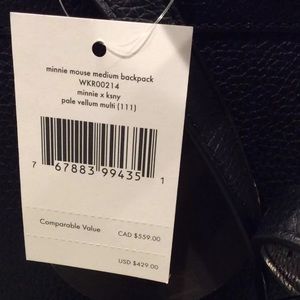 minnie mouse medium backpack
WKR00214
minnie x ksny
pale vellum multi (111)
7 67883 99435 1
Comparable Value CAD $559.00
USD $429.00